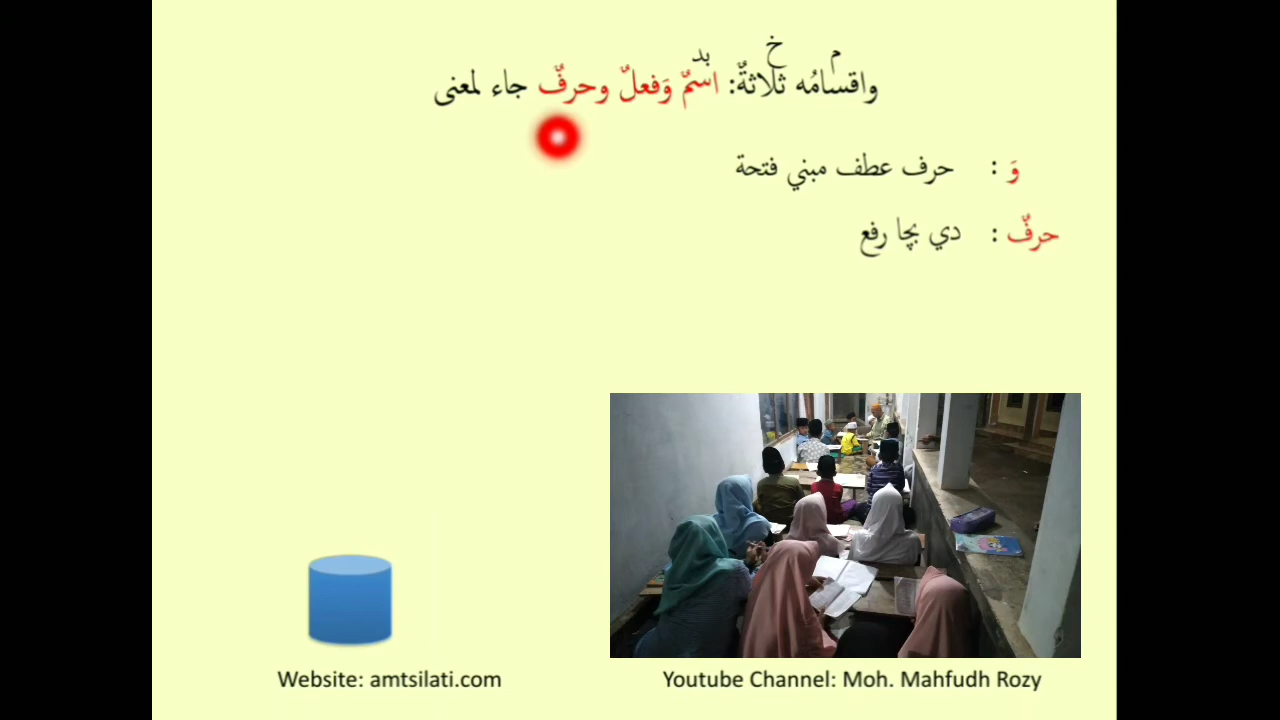 م خ بد
واقسامُه ثلاثةٌ: اسمٌ وَفعلٌ وحرفٌ جاء لمعنى
وَ : حرف عطف مبني فتحة
حرفٌ : دي بچا رفع
Website: amtsilati.com
Youtube Channel: Moh. Mahfudh Rozy